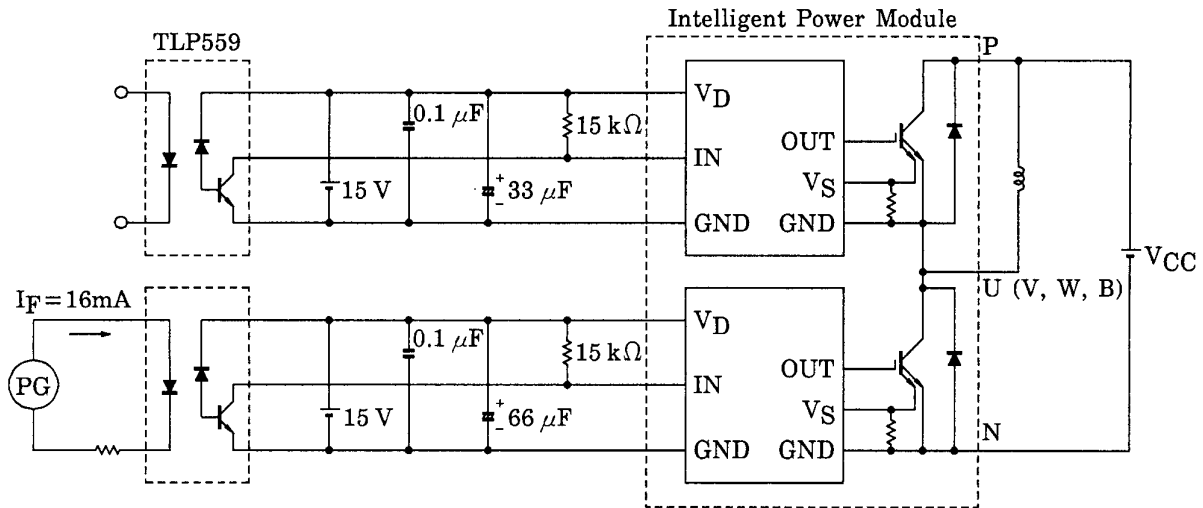 Intelligent Power Module
TLP559
P
V_D
0.1 μF
15 kΩ
OUT
IN
V_S
15 V
+
-
33 μF
GND
GND
V_CC
U (V, W, B)
I_F=16mA
V_D
0.1 μF
15 kΩ
PG
OUT
IN
V_S
15 V
+
-
66 μF
N
GND
GND